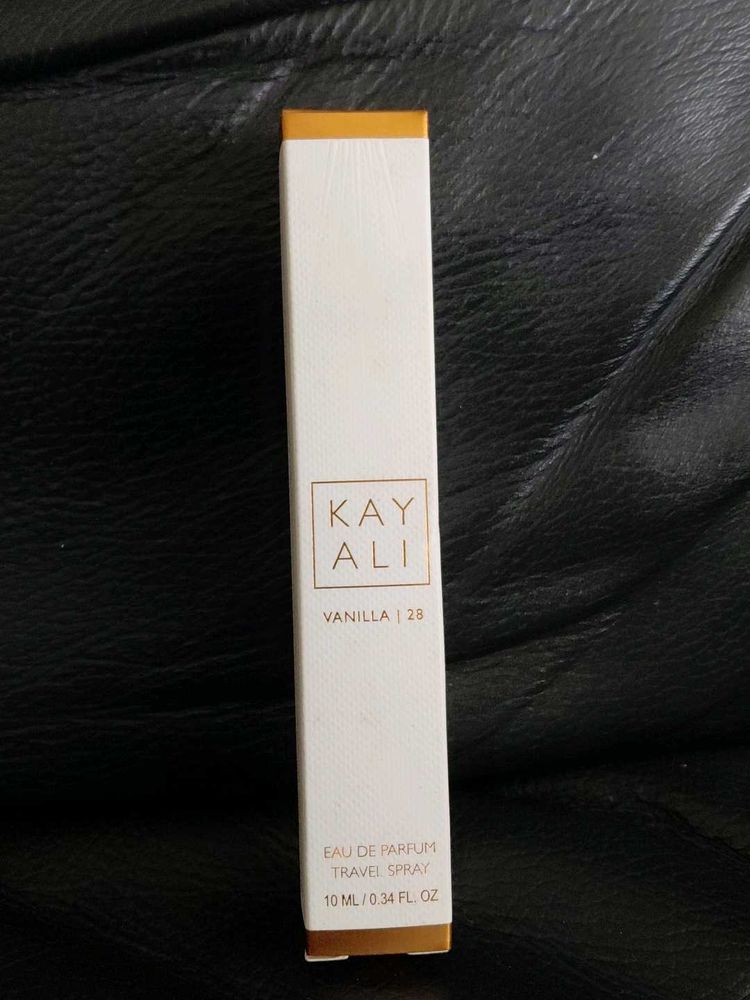 KAY
ALI
VANILLA | 28
EAU DE PARFUM
TRAVEL SPRAY
10 ML / 0.34 FL. OZ